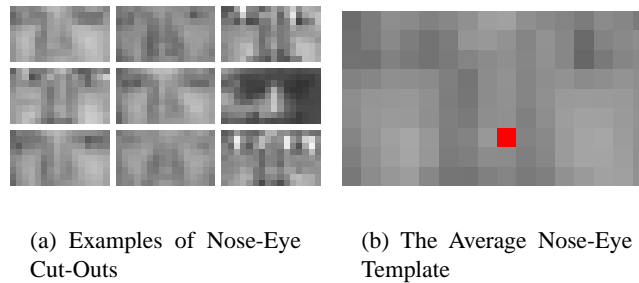 (a) Examples of Nose-Eye
Cut-Outs
(b) The Average Nose-Eye
Template